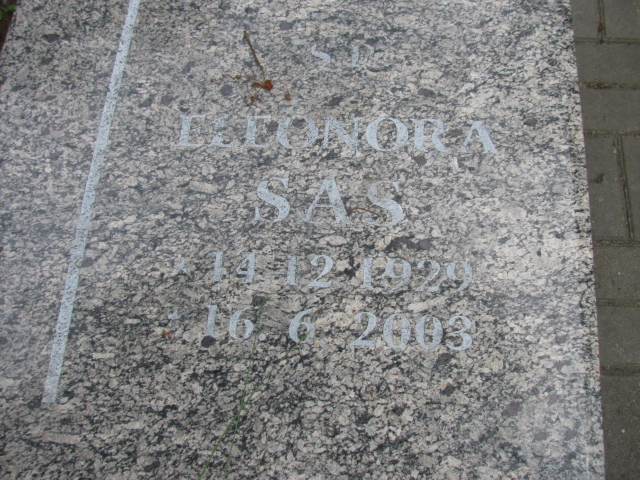 Ś.P.
ELEONORA
SAS
* 14.12 1929
+ 16.6 2003